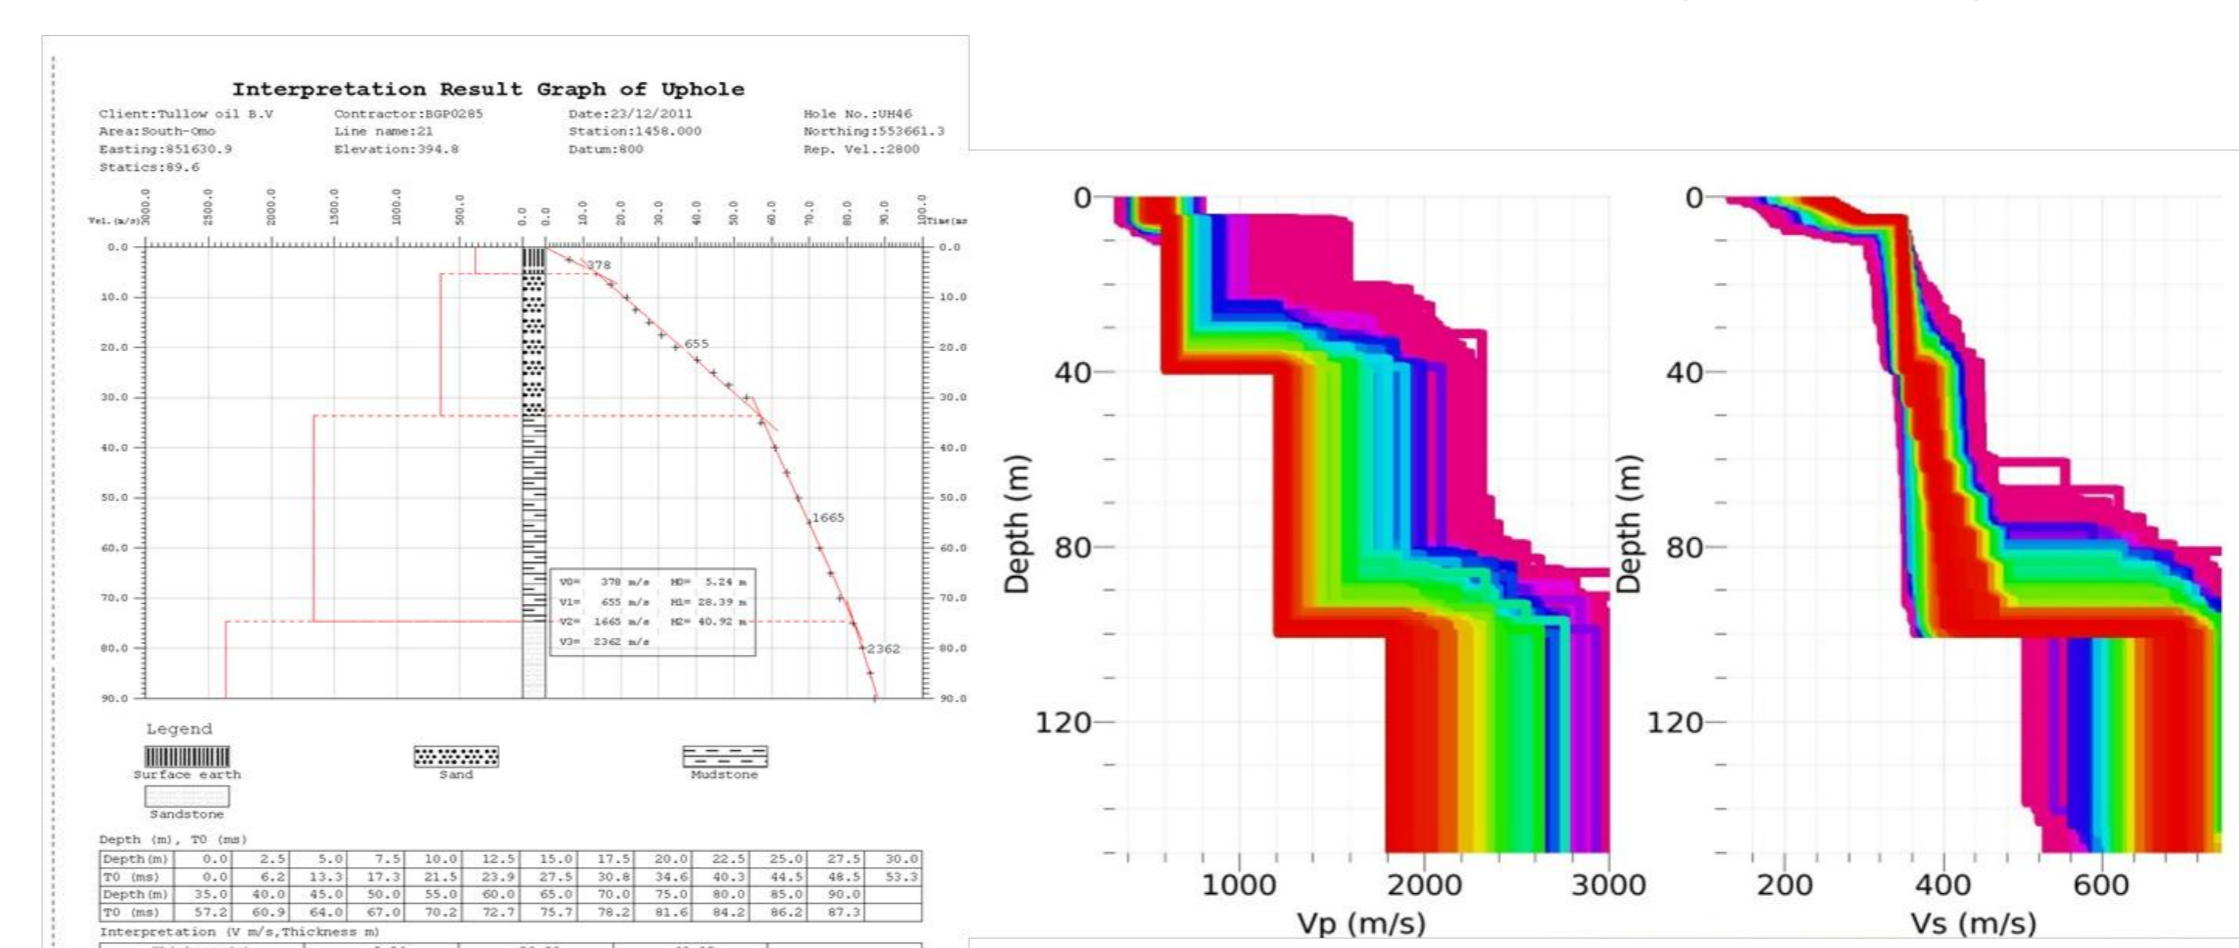 Interpretation Result Graph of Uphole
Client:Tullow oil B.V Contractor:BGP0285 Date:23/12/2011 Hole No.:UH46
Area:South-Omo Line name:21 Station:1458.000 Northing:553661.3
Easting:851630.9 Elevation:394.8 Datum:800 Rep. Vel.:2800
Statics:89.6
Vel.(m/s) 3000.0 2500.0 2000.0 1500.0 1000.0 500.0 0.0 0.0 10.0 20.0 30.0 40.0 50.0 60.0 70.0 80.0 90.0 100.0 Time(ms
0.0 0.0
378
10.0 10.0
655
20.0 20.0
30.0 30.0
40.0 40.0
50.0 50.0
1665
60.0 60.0
70.0 70.0
80.0 80.0
2362
90.0 90.0
V0= 378 m/s H0= 5.24 m
V1= 655 m/s H1= 28.39 m
V2= 1665 m/s H2= 40.92 m
V3= 2362 m/s
Legend
Surface earth Sand Mudstone
Sandstone
Depth (m), T0 (ms)
Depth(m) 0.0 2.5 5.0 7.5 10.0 12.5 15.0 17.5 20.0 22.5 25.0 27.5 30.0
T0 (ms) 0.0 6.2 13.3 17.3 21.5 23.9 27.5 30.8 34.6 40.3 44.5 48.5 53.3
Depth(m) 35.0 40.0 45.0 50.0 55.0 60.0 65.0 70.0 75.0 80.0 85.0 90.0
T0 (ms) 57.2 60.9 64.0 67.0 70.2 72.7 75.7 78.2 81.6 84.2 86.2 87.3
Interpretation (V m/s,Thickness m)
0
40
80
120
Depth (m)
1000 2000 3000
Vp (m/s)
0
40
80
120
Depth (m)
200 400 600
Vs (m/s)